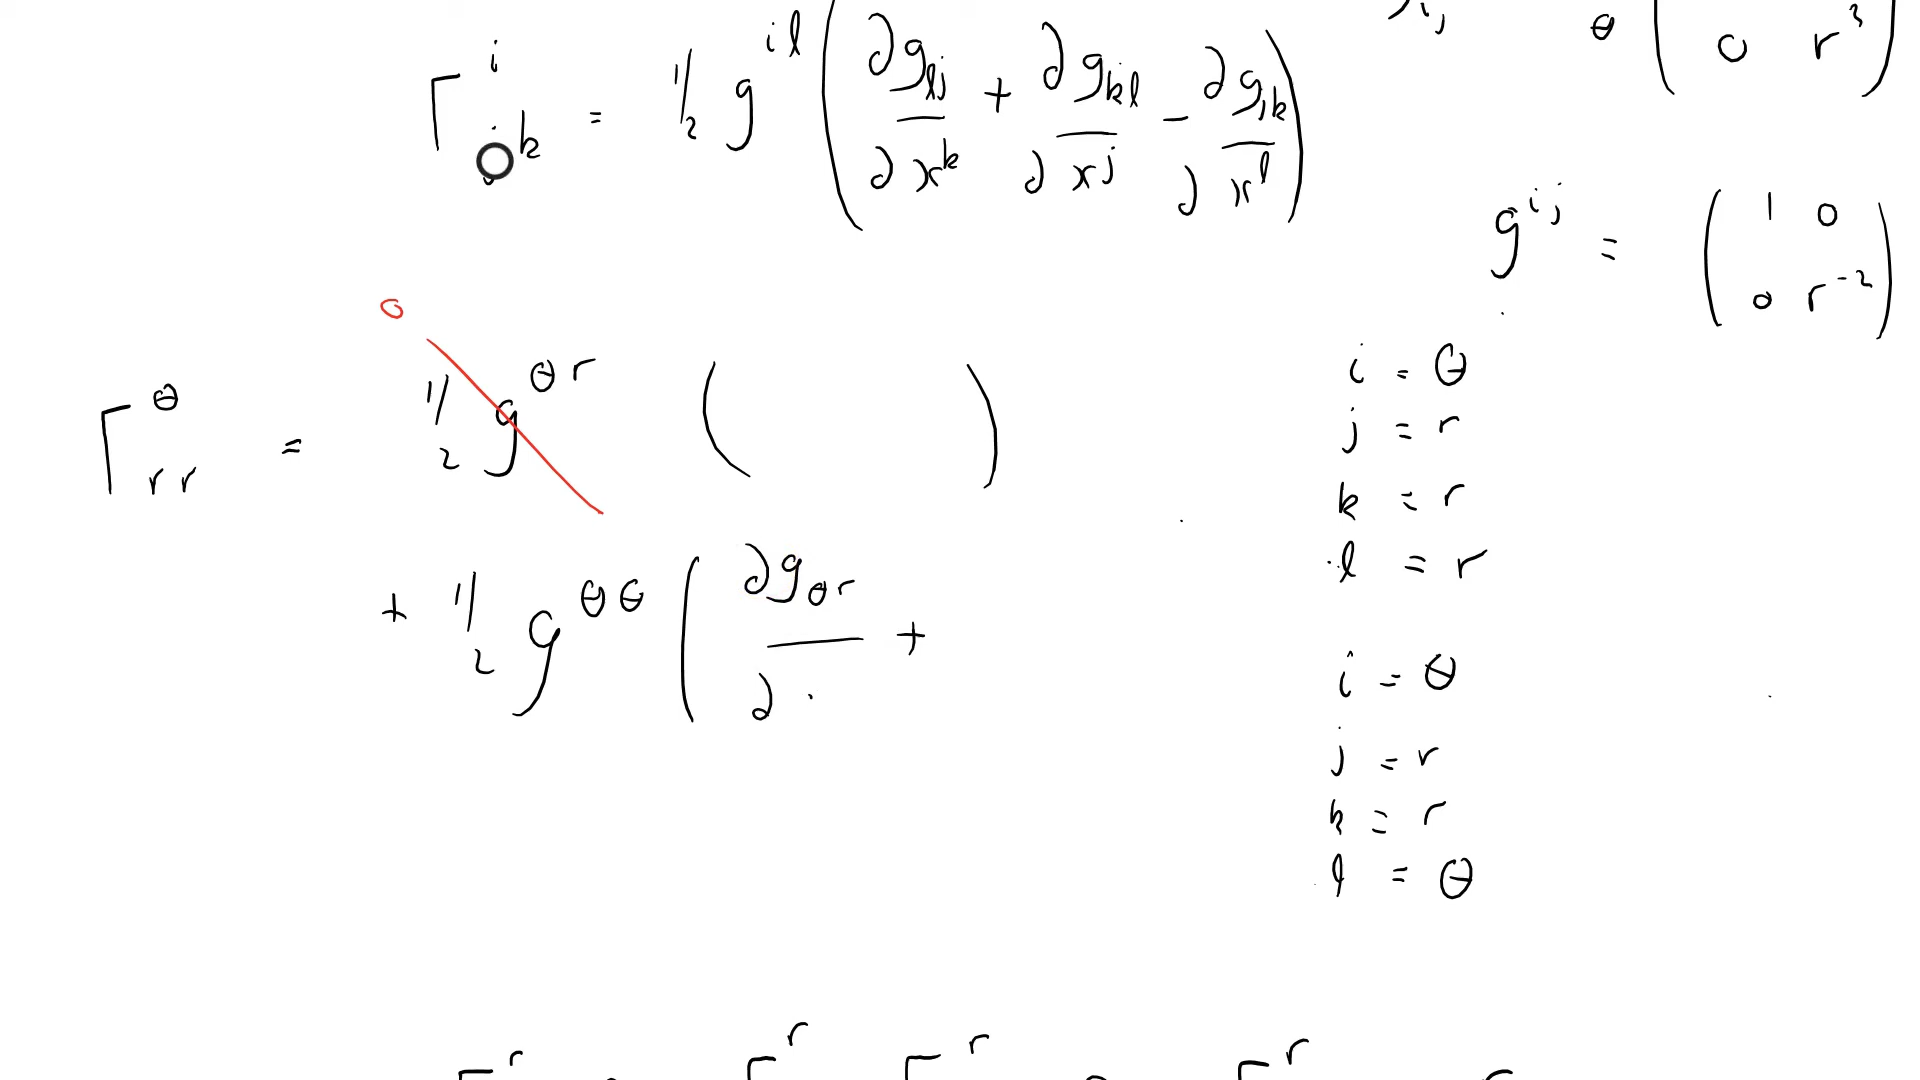 Γ^i_jk = 1/2 g^il ( ∂g_lj/∂x^k + ∂g_kl/∂x^j - ∂g_jk/∂x^l )
θ ( 0 r^3 )
g^ij = ( 1 0
0 r^-2 )
Γ^θ_rr = 1/2 g^θr ( )
0
+ 1/2 g^θθ ( ∂g_θr/∂ +
i = θ
j = r
k = r
l = r
i = θ
j = r
k = r
l = θ
Γ^r Γ^r Γ^r Γ^r